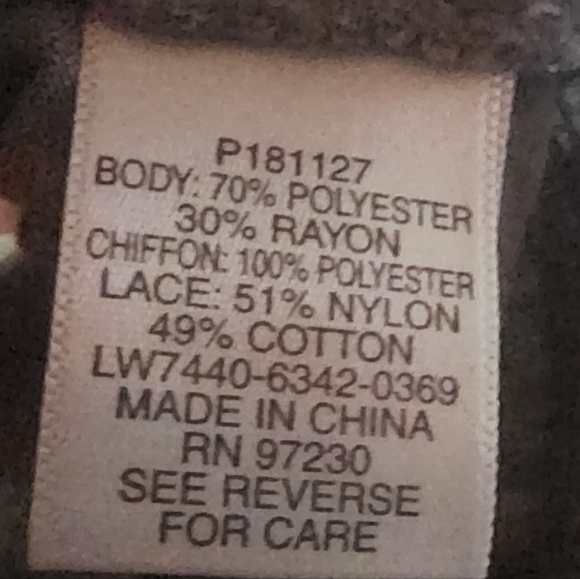 P181127
BODY: 70% POLYESTER
30% RAYON
CHIFFON: 100% POLYESTER
LACE: 51% NYLON
49% COTTON
LW7440-6342-0369
MADE IN CHINA
RN 97230
SEE REVERSE
FOR CARE